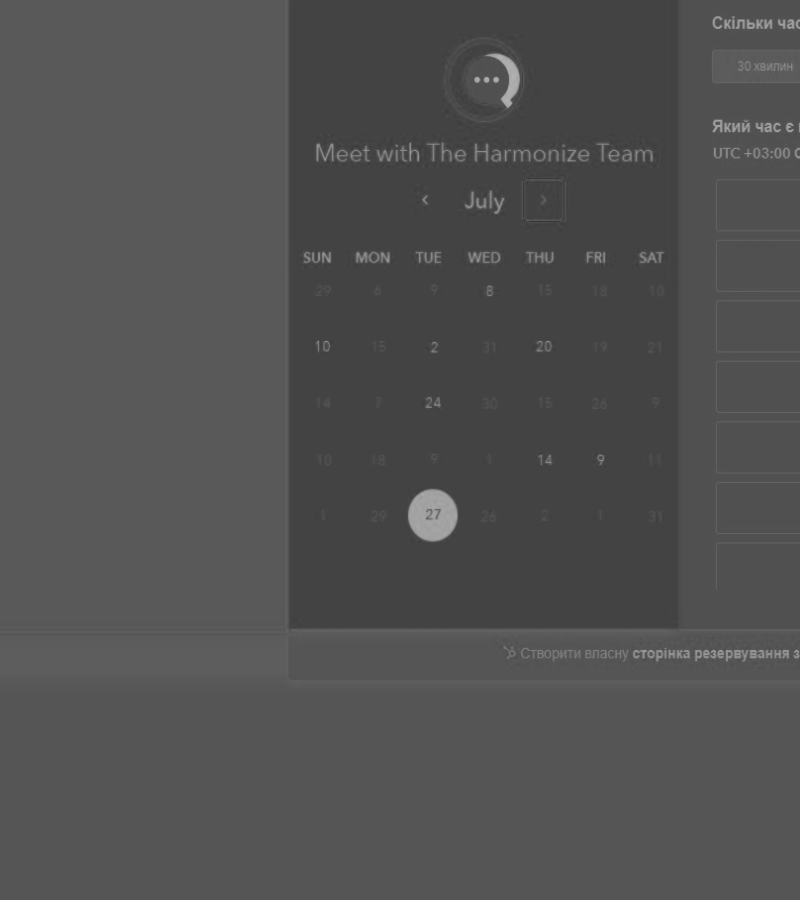 Скільки час
30 хвилин
Який час є
UTC +03:00
Meet with The Harmonize Team
July
SUN MON TUE WED THU FRI SAT
29 6 9 8 15 18 10
10 15 2 31 20 19 21
14 7 24 30 15 26 9
10 18 9 1 14 9 11
1 29 27 26 2 1 31
Створити власну сторінка резервування з